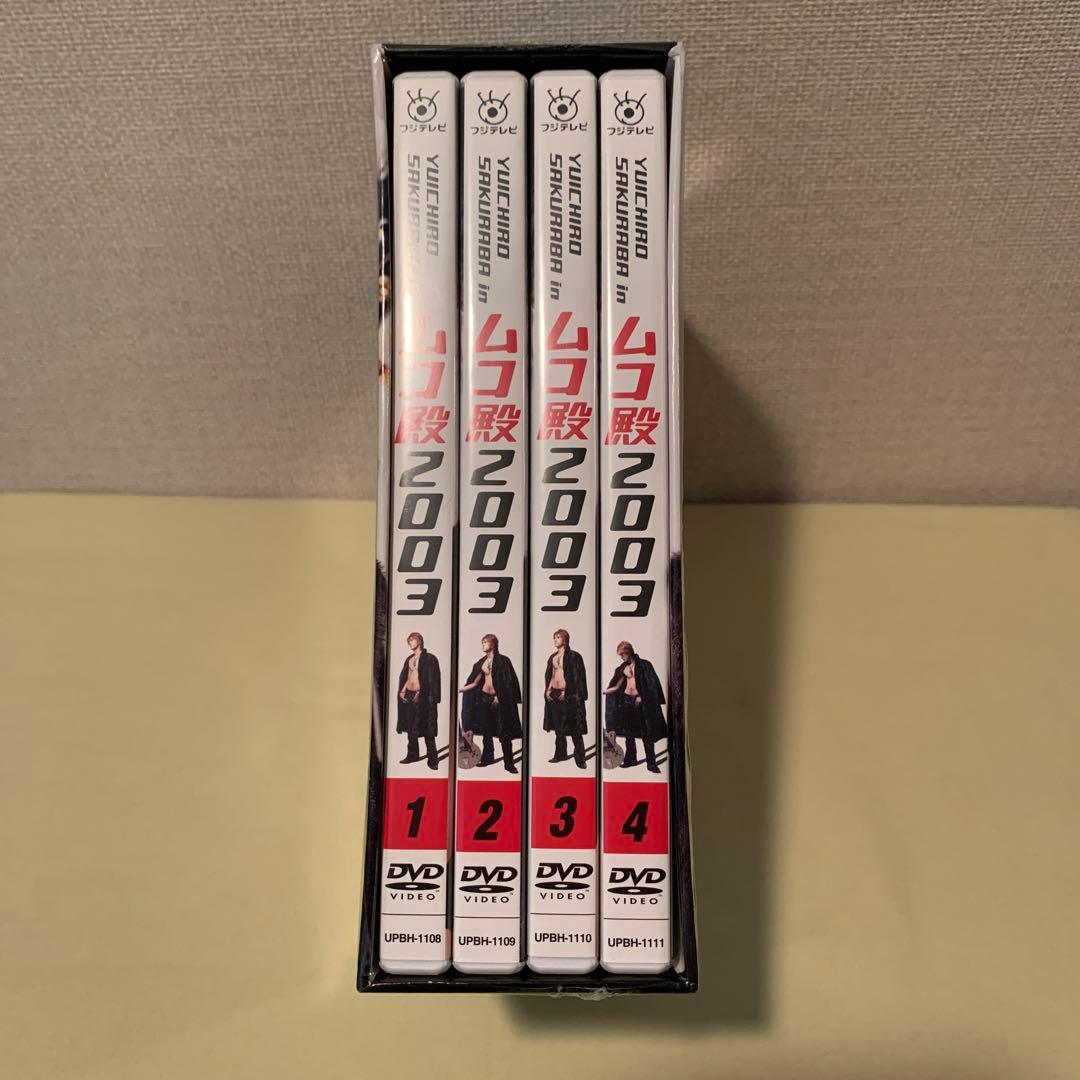 フジテレビ
YUICHIRO
SAKURABA
ムコ殿
2003
1
DVD
VIDEO
UPBH-1108
フジテレビ
YUICHIRO
SAKURABA in
ムコ殿
2003
2
DVD
VIDEO
UPBH-1109
フジテレビ
YUICHIRO
SAKURABA in
ムコ殿
2003
3
DVD
VIDEO
UPBH-1110
フジテレビ
YUICHIRO
SAKURABA in
ムコ殿
2003
4
DVD
VIDEO
UPBH-1111